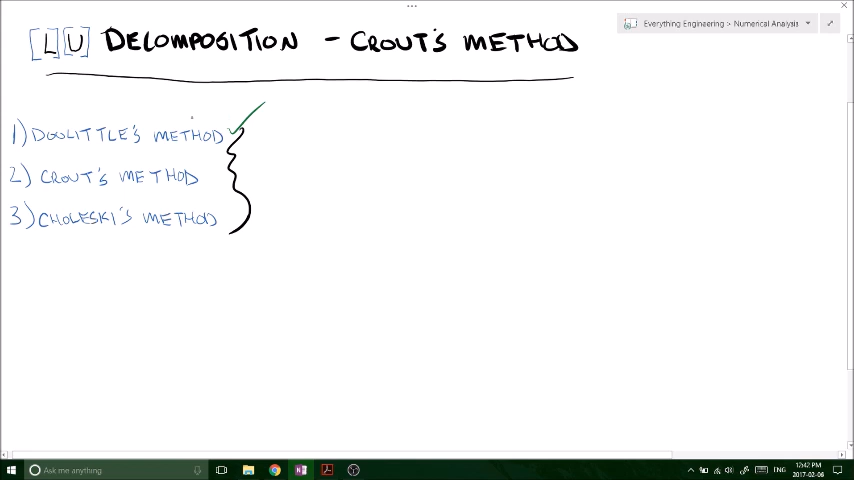 [L][U] DECOMPOSITION - CROUT'S METHOD
Everything Engineering > Numerical Analysis
1) DOOLITTLE'S METHOD
2) CROUT'S METHOD
3) CHOLESKI'S METHOD
Ask me anything
ENG
12:42 PM
2017-02-06